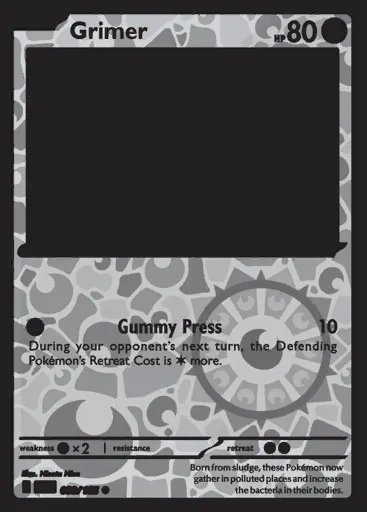 Grimer HP 80
Gummy Press 10
During your opponent's next turn, the Defending
Pokémon's Retreat Cost is more.
weakness ×2 resistance retreat
Born from sludge, these Pokémon now
gather in polluted places and increase
the bacteria in their bodies.